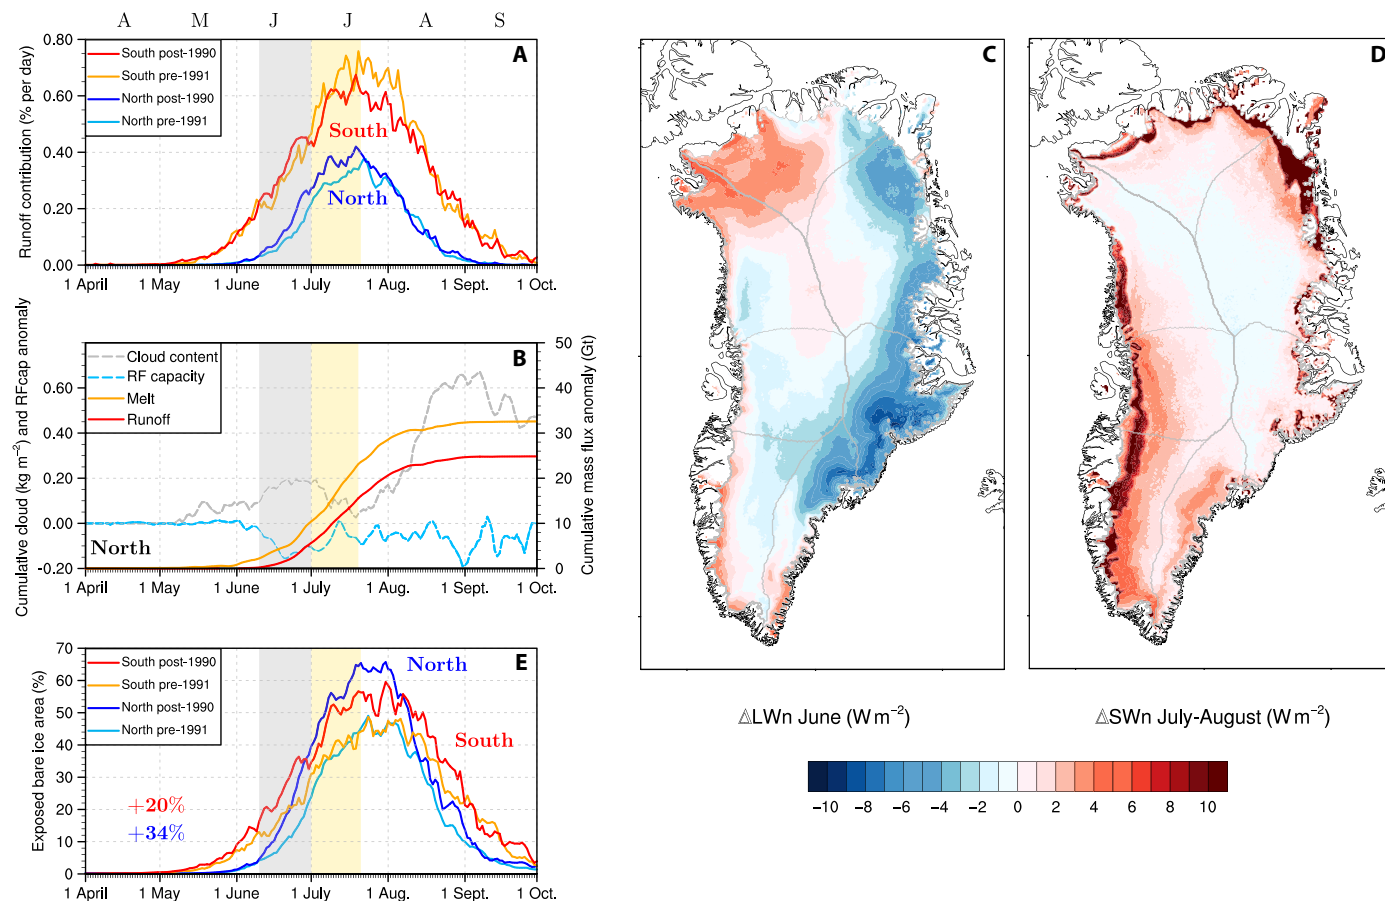 A M J J A S
0.80
0.60
0.40
0.20
0.00
Runoff contribution (% per day)
South post-1990
South pre-1991
North post-1990
North pre-1991
A
South
North
1 April 1 May 1 June 1 July 1 Aug. 1 Sept. 1 Oct.
0.60
0.40
0.20
0.00
-0.20
Cumulative cloud (kg m−2) and RFcap anomaly
Cloud content
RF capacity
Melt
Runoff
B
North
50
40
30
20
10
0
Cumulative mass flux anomaly (Gt)
1 April 1 May 1 June 1 July 1 Aug. 1 Sept. 1 Oct.
70
60
50
40
30
20
10
0
Exposed bare ice area (%)
South post-1990
South pre-1991
North post-1990
North pre-1991
E
North
South
+20%
+34%
1 April 1 May 1 June 1 July 1 Aug. 1 Sept. 1 Oct.
C
D
ΔLWn June (W m−2)
ΔSWn July-August (W m−2)
−10 −8 −6 −4 −2 0 2 4 6 8 10